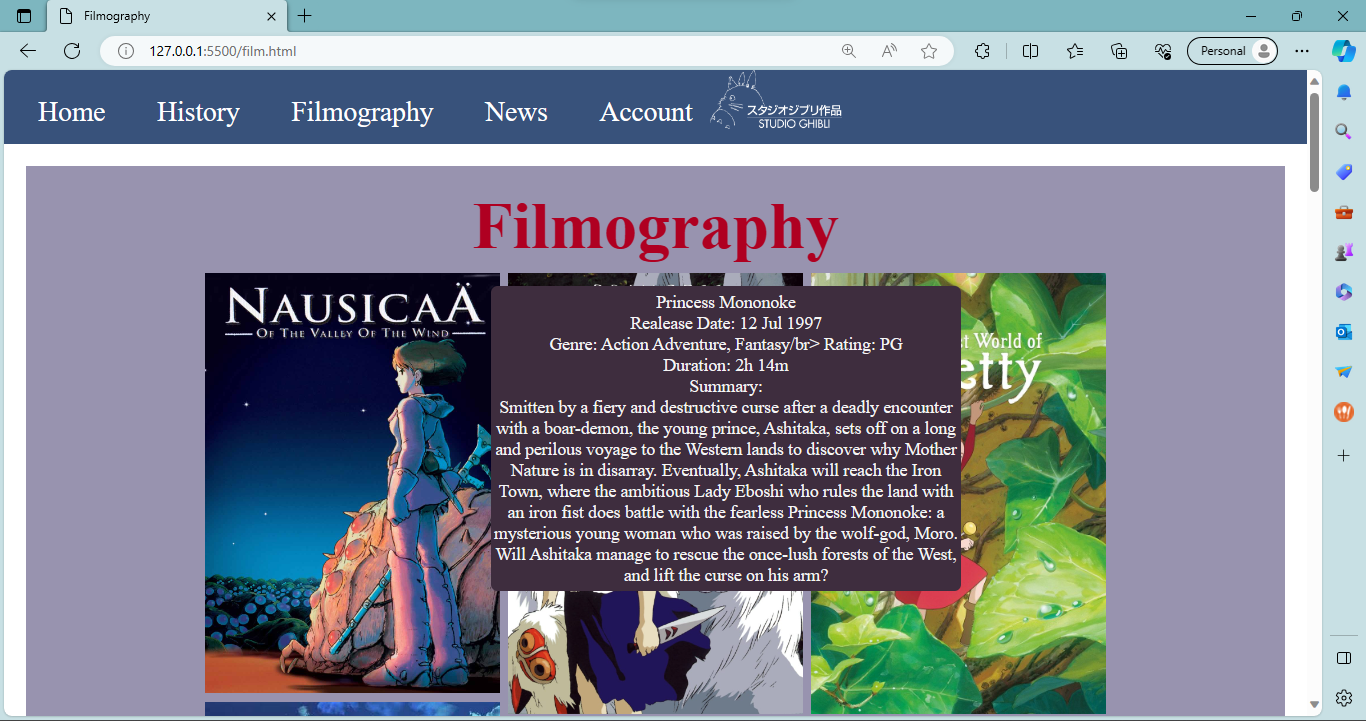 Filmography
127.0.0.1:5500/film.html
Personal
Home History Filmography News Account
スタジオジブリ作品
STUDIO GHIBLI
Filmography
NAUSICAÄ
OF THE VALLEY OF THE WIND
Princess Mononoke
Realease Date: 12 Jul 1997
Genre: Action Adventure, Fantasy/br> Rating: PG
Duration: 2h 14m
Summary:
Smitten by a fiery and destructive curse after a deadly encounter
with a boar-demon, the young prince, Ashitaka, sets off on a long
and perilous voyage to the Western lands to discover why Mother
Nature is in disarray. Eventually, Ashitaka will reach the Iron
Town, where the ambitious Lady Eboshi who rules the land with
an iron fist does battle with the fearless Princess Mononoke: a
mysterious young woman who was raised by the wolf-god, Moro.
Will Ashitaka manage to rescue the once-lush forests of the West,
and lift the curse on his arm?
t World of
etty